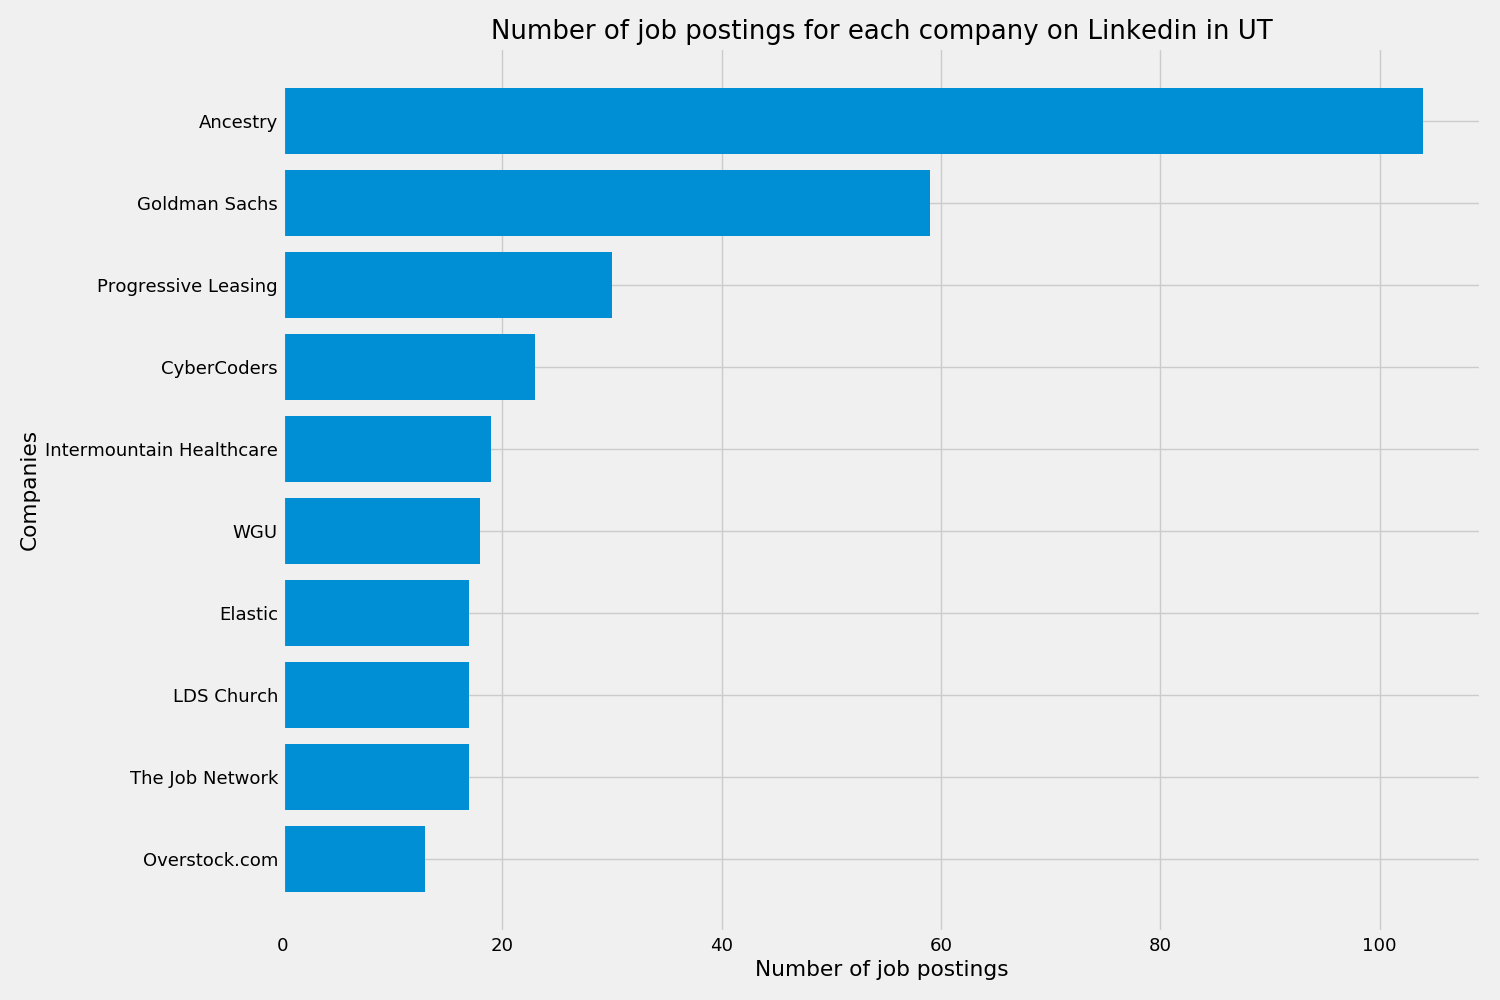 Number of job postings for each company on Linkedin in UT
Companies
Ancestry
Goldman Sachs
Progressive Leasing
CyberCoders
Intermountain Healthcare
WGU
Elastic
LDS Church
The Job Network
Overstock.com
0 20 40 60 80 100
Number of job postings